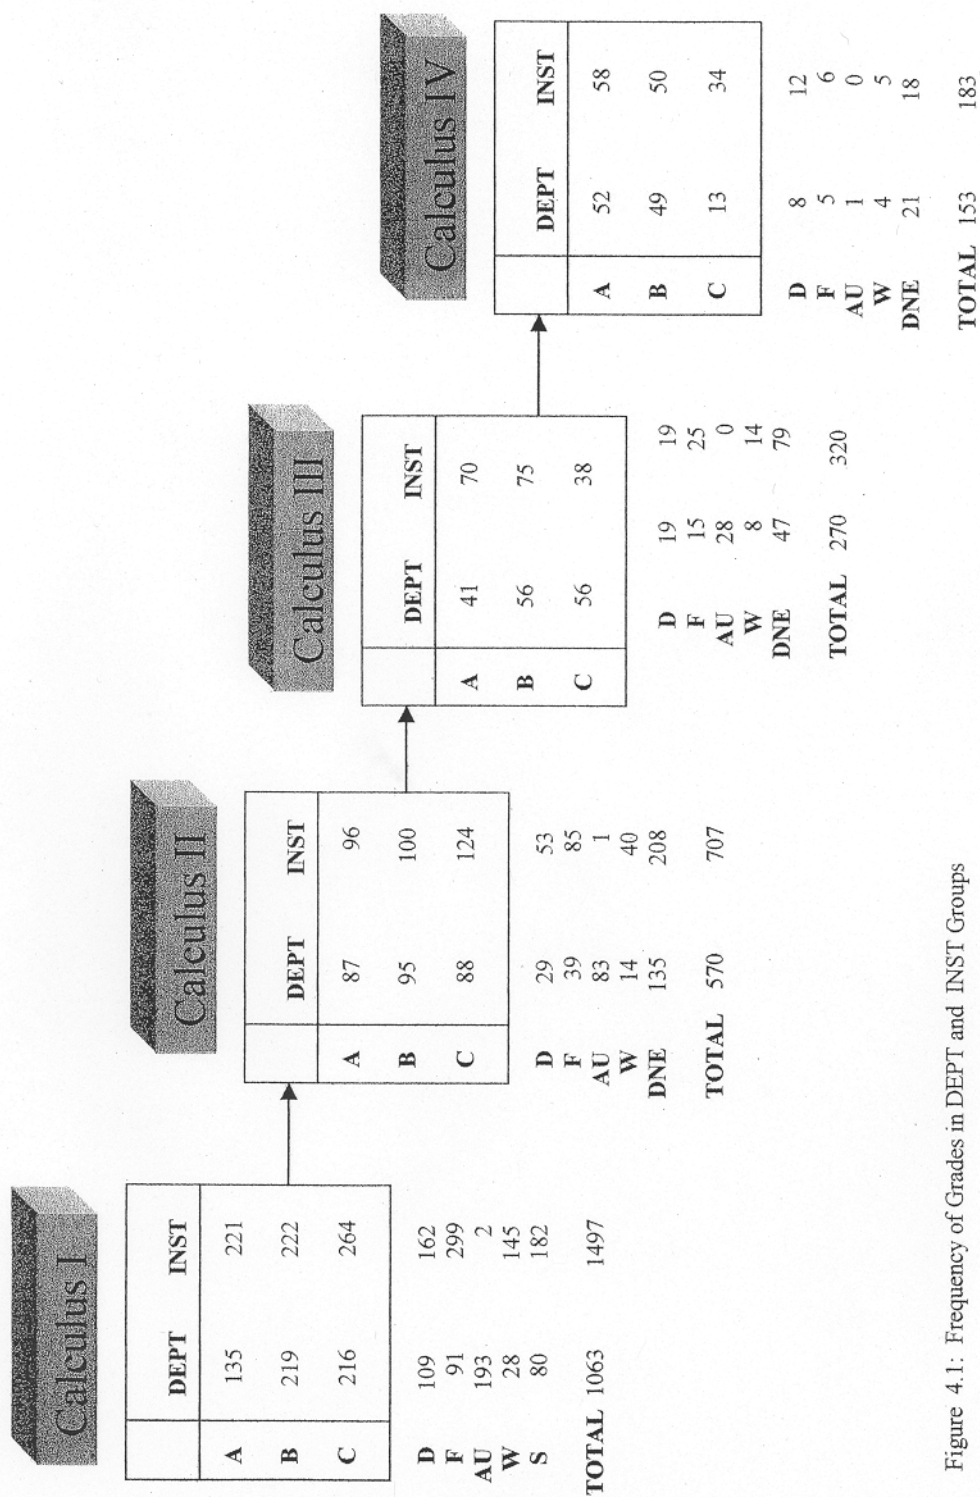 Calculus I
DEPT INST
A 135 221
B 219 222
C 216 264
D 109 162
F 91 299
AU 193 2
W 28 145
S 80 182
TOTAL 1063 1497
Calculus II
DEPT INST
A 87 96
B 95 100
C 88 124
D 29 53
F 39 85
AU 83 1
W 14 40
DNE 135 208
TOTAL 570 707
Calculus III
DEPT INST
A 41 70
B 56 75
C 56 38
D 19 19
F 15 25
AU 28 0
W 8 14
DNE 47 79
TOTAL 270 320
Calculus IV
DEPT INST
A 52 58
B 49 50
C 13 34
D 8 12
F 5 6
AU 1 0
W 4 5
DNE 21 18
TOTAL 153 183
Figure 4.1: Frequency of Grades in DEPT and INST Groups